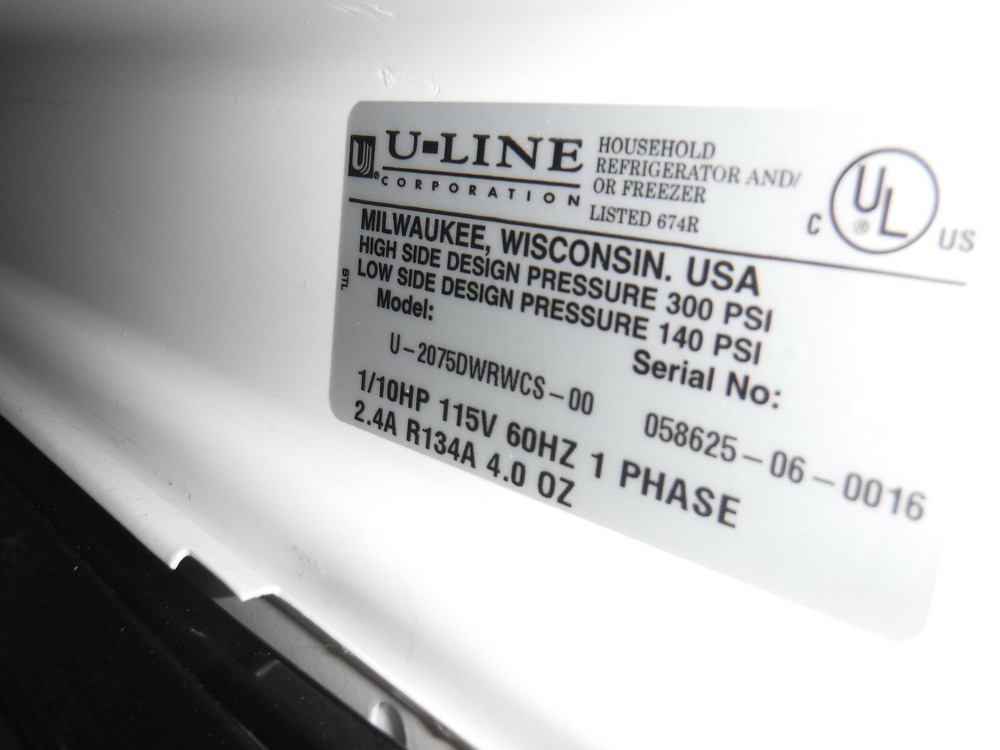 U-LINE
CORPORATION
HOUSEHOLD
REFRIGERATOR AND/
OR FREEZER
LISTED 674R
C UL ® US
MILWAUKEE, WISCONSIN. USA
HIGH SIDE DESIGN PRESSURE 300 PSI
LOW SIDE DESIGN PRESSURE 140 PSI
BTL
Model:
Serial No:
U-2075DWRWCS-00
058625-06-0016
1/10HP 115V 60HZ 1 PHASE
2.4A R134A 4.0 OZ